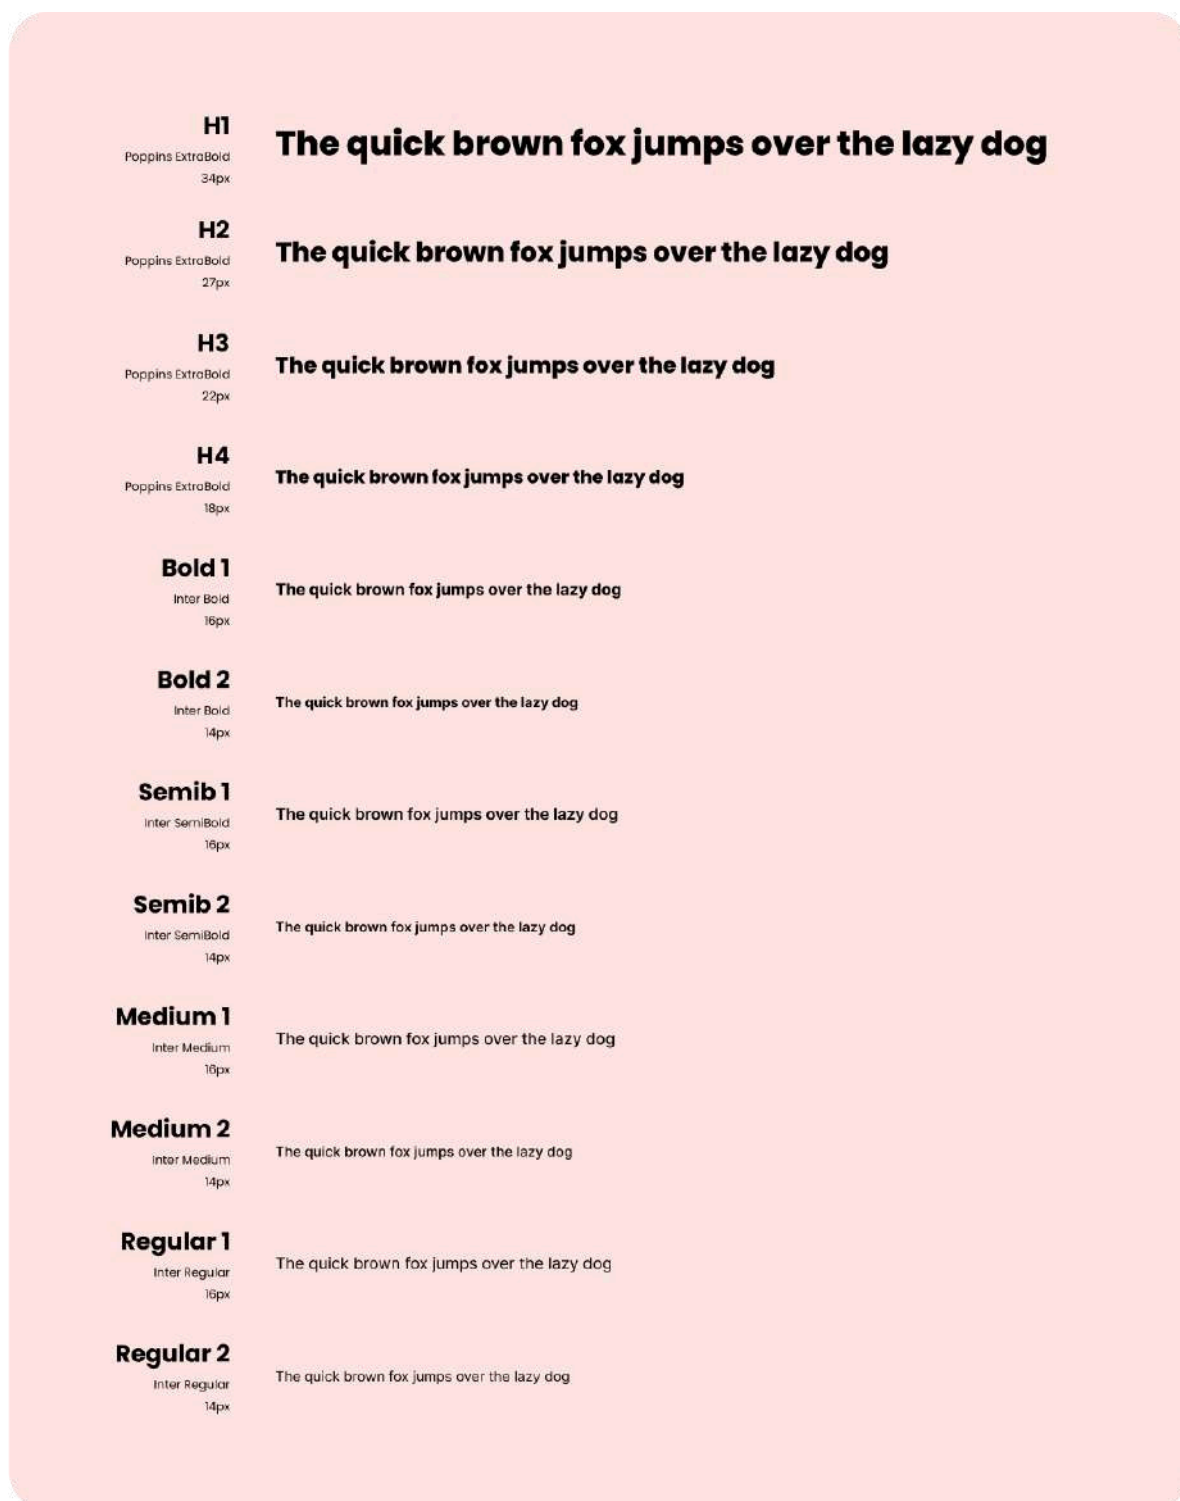 H1
Poppins ExtraBold
34px
The quick brown fox jumps over the lazy dog
H2
Poppins ExtraBold
27px
The quick brown fox jumps over the lazy dog
H3
Poppins ExtraBold
22px
The quick brown fox jumps over the lazy dog
H4
Poppins ExtraBold
18px
The quick brown fox jumps over the lazy dog
Bold 1
Inter Bold
16px
The quick brown fox jumps over the lazy dog
Bold 2
Inter Bold
14px
The quick brown fox jumps over the lazy dog
Semib 1
Inter SemiBold
16px
The quick brown fox jumps over the lazy dog
Semib 2
Inter SemiBold
14px
The quick brown fox jumps over the lazy dog
Medium 1
Inter Medium
16px
The quick brown fox jumps over the lazy dog
Medium 2
Inter Medium
14px
The quick brown fox jumps over the lazy dog
Regular 1
Inter Regular
16px
The quick brown fox jumps over the lazy dog
Regular 2
Inter Regular
14px
The quick brown fox jumps over the lazy dog